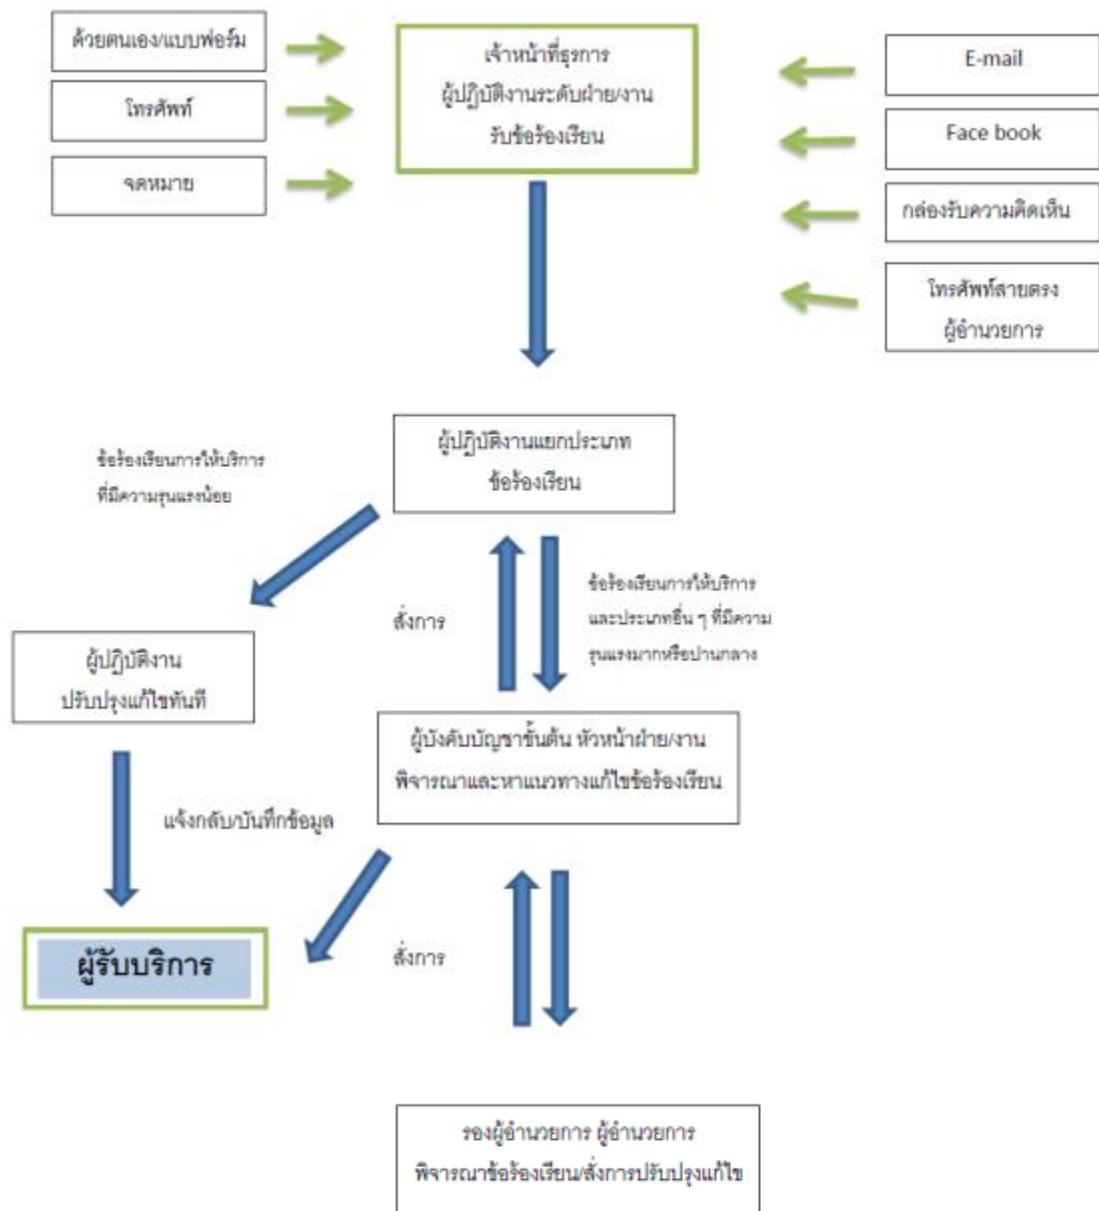 ด้วยตนเอง/แบบฟอร์ม
โทรศัพท์
จดหมาย
เจ้าหน้าที่ธุรการ
ผู้ปฏิบัติงานระดับฝ่าย/งาน
รับข้อร้องเรียน
E-mail
Face book
กล่องรับความคิดเห็น
โทรศัพท์สายตรง
ผู้อำนวยการ
ผู้ปฏิบัติงานแยกประเภท
ข้อร้องเรียน
ข้อร้องเรียนการให้บริการ
ที่มีความรุนแรงน้อย
สั่งการ
ข้อร้องเรียนการให้บริการ
และประเภทอื่น ๆ ที่มีความ
รุนแรงมากหรือปานกลาง
ผู้ปฏิบัติงาน
ปรับปรุงแก้ไขทันที
ผู้บังคับบัญชาขั้นต้น หัวหน้าฝ่าย/งาน
พิจารณาและหาแนวทางแก้ไขข้อร้องเรียน
แจ้งกลับ/บันทึกข้อมูล
ผู้รับบริการ
สั่งการ
รองผู้อำนวยการ ผู้อำนวยการ
พิจารณาข้อร้องเรียน/สั่งการปรับปรุงแก้ไข